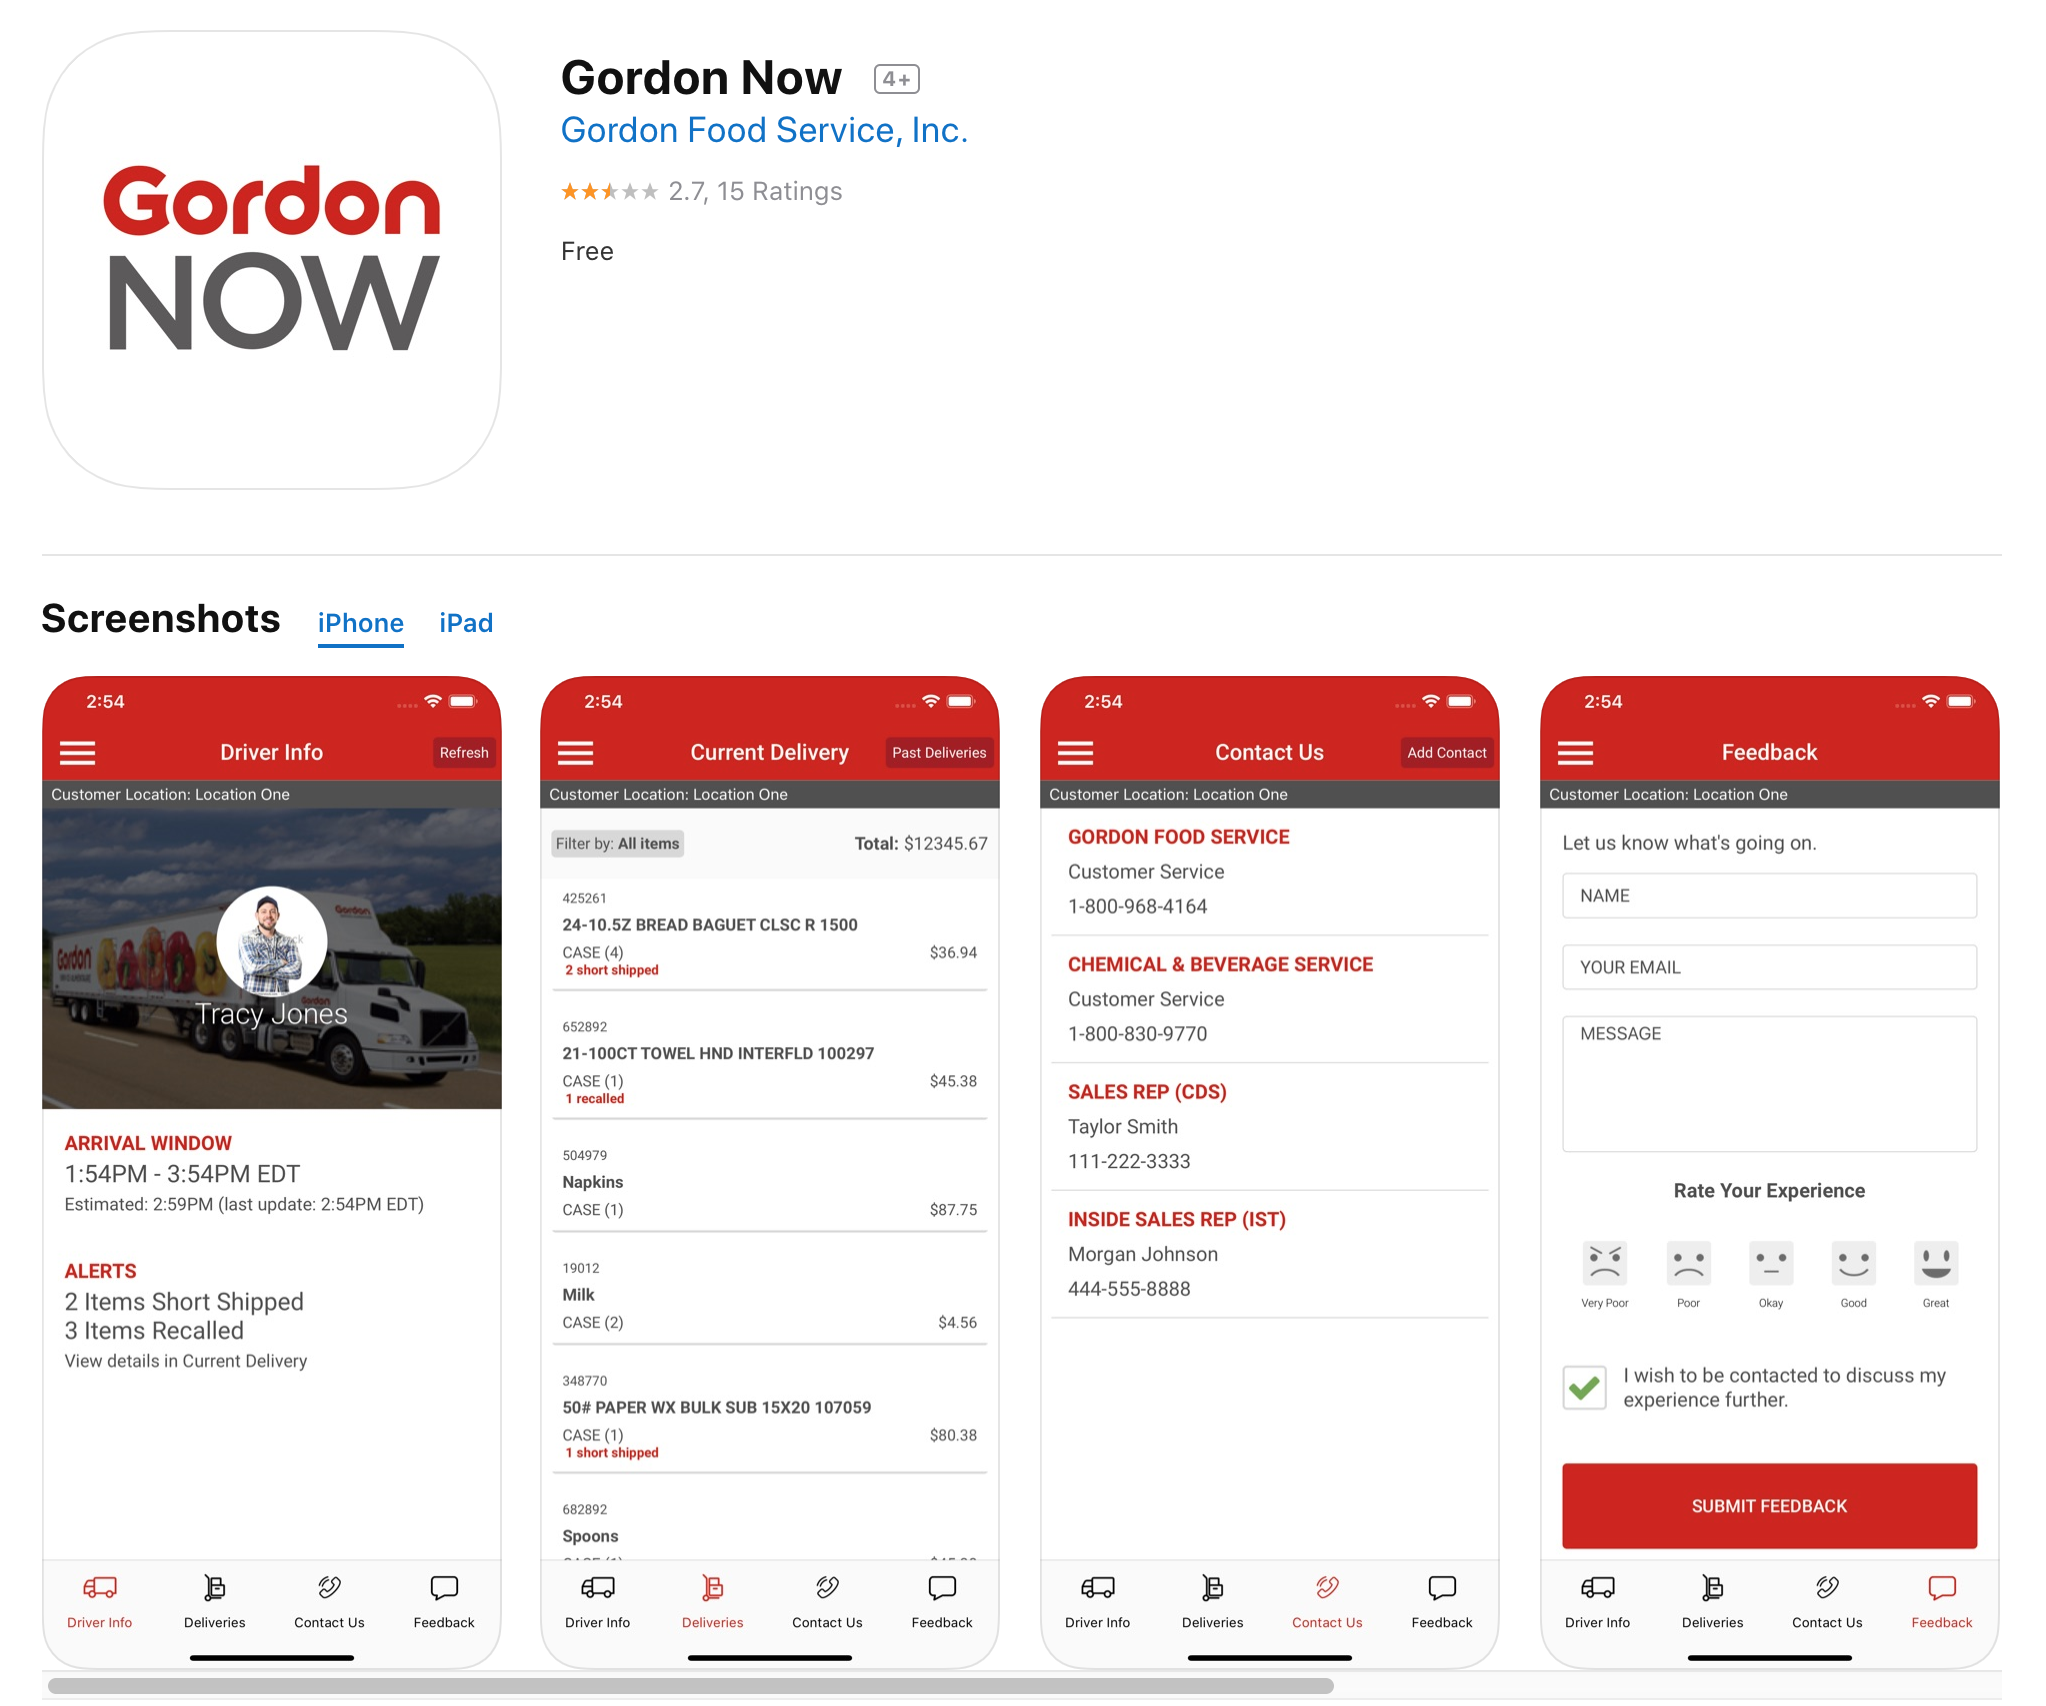 Gordon
NOW
Gordon Now 4+
Gordon Food Service, Inc.
2.7, 15 Ratings
Free
Screenshots iPhone iPad
2:54
Driver Info Refresh
Customer Location: Location One
Gordon
Gordon
Gordon
Tracy Jones
ARRIVAL WINDOW
1:54PM - 3:54PM EDT
Estimated: 2:59PM (last update: 2:54PM EDT)
ALERTS
2 Items Short Shipped
3 Items Recalled
View details in Current Delivery
Driver Info Deliveries Contact Us Feedback
2:54
Current Delivery Past Deliveries
Customer Location: Location One
Filter by: All items Total: $12345.67
425261
24-10.5Z BREAD BAGUET CLSC R 1500
CASE (4) $36.94
2 short shipped
652892
21-100CT TOWEL HND INTERFLD 100297
CASE (1) $45.38
1 recalled
504979
Napkins
CASE (1) $87.75
19012
Milk
CASE (2) $4.56
348770
50# PAPER WX BULK SUB 15X20 107059
CASE (1) $80.38
1 short shipped
682892
Spoons
Driver Info Deliveries Contact Us Feedback
2:54
Contact Us Add Contact
Customer Location: Location One
GORDON FOOD SERVICE
Customer Service
1-800-968-4164
CHEMICAL & BEVERAGE SERVICE
Customer Service
1-800-830-9770
SALES REP (CDS)
Taylor Smith
111-222-3333
INSIDE SALES REP (IST)
Morgan Johnson
444-555-8888
Driver Info Deliveries Contact Us Feedback
2:54
Feedback
Customer Location: Location One
Let us know what's going on.
NAME
YOUR EMAIL
MESSAGE
Rate Your Experience
Very Poor Poor Okay Good Great
I wish to be contacted to discuss my
experience further.
SUBMIT FEEDBACK
Driver Info Deliveries Contact Us Feedback